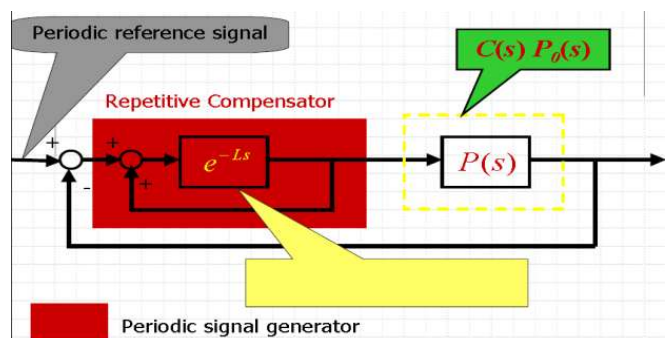 Periodic reference signal
C(s) P₀(s)
Repetitive Compensator
+
+
e^{-Ls}
P(s)
-
+
Periodic signal generator